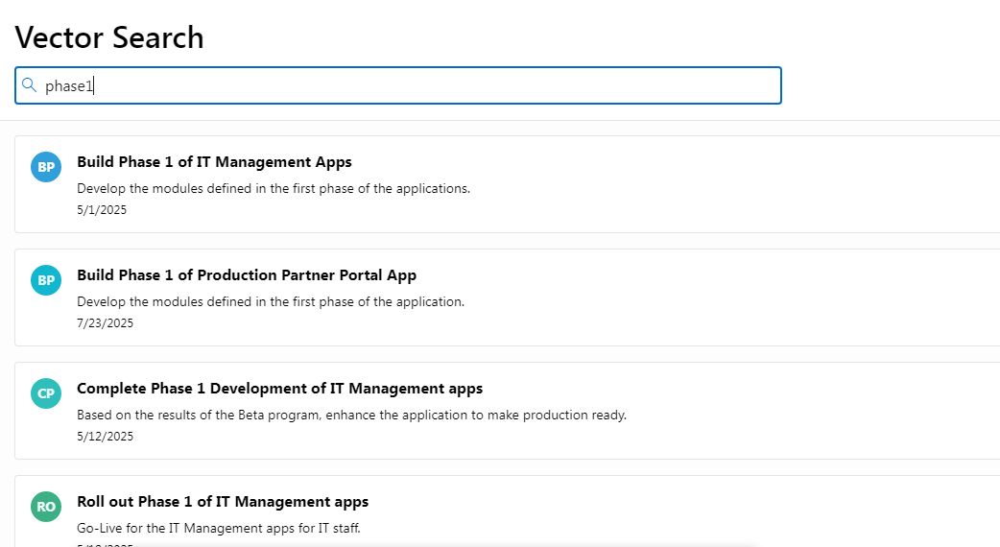 Vector Search
phase1
BP
Build Phase 1 of IT Management Apps
Develop the modules defined in the first phase of the applications.
5/1/2025
BP
Build Phase 1 of Production Partner Portal App
Develop the modules defined in the first phase of the application.
7/23/2025
CP
Complete Phase 1 Development of IT Management apps
Based on the results of the Beta program, enhance the application to make production ready.
5/12/2025
RO
Roll out Phase 1 of IT Management apps
Go-Live for the IT Management apps for IT staff.